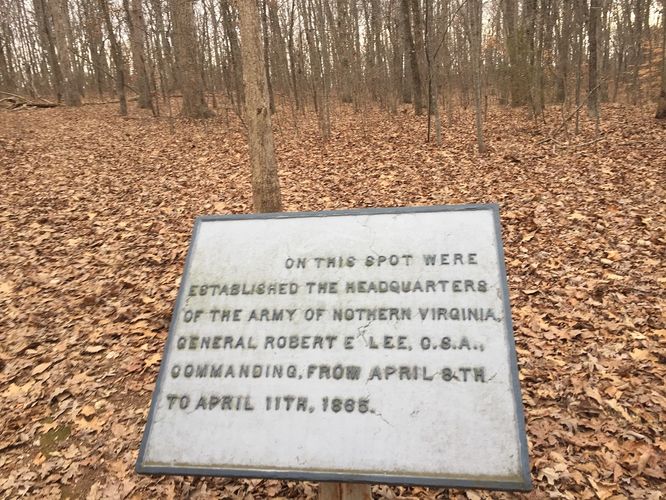 ON THIS SPOT WERE
ESTABLISHED THE HEADQUARTERS
OF THE ARMY OF NOTHERN VIRGINIA,
GENERAL ROBERT E LEE, C.S.A.,
COMMANDING, FROM APRIL 8TH
TO APRIL 11TH, 1865.